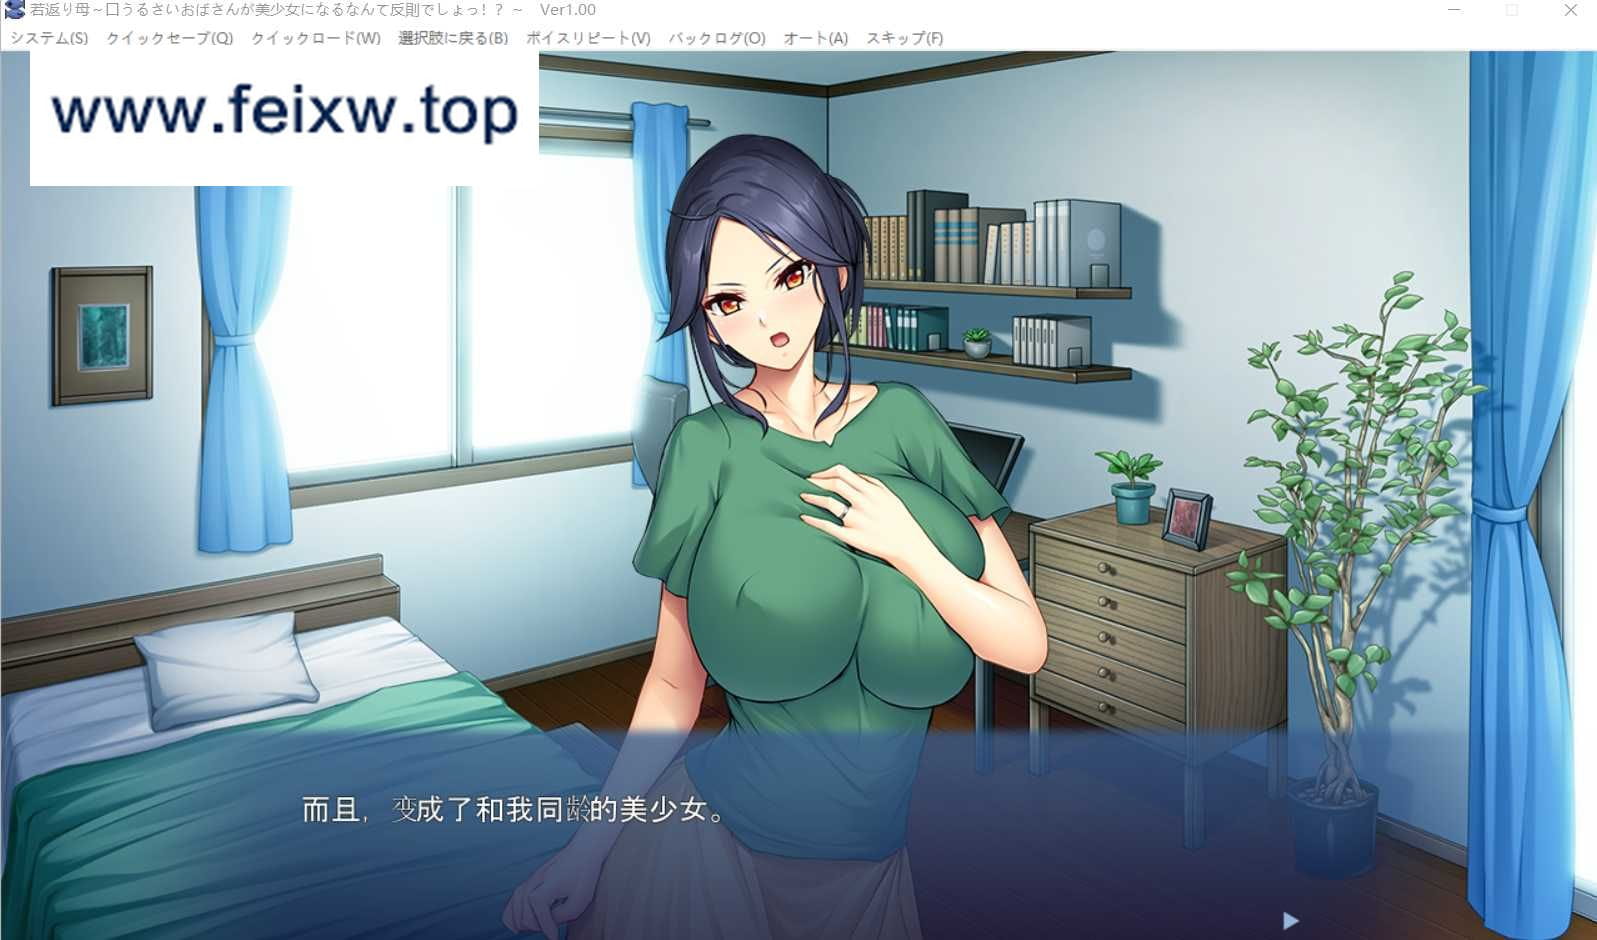 若返り母～口うるさいおばさんが美少女になるなんて反則でしょっ！？～　Ver1.00
システム(S) クイックセーブ(Q) クイックロード(W) 選択肢に戻る(B) ボイスリピート(V) バックログ(O) オート(A) スキップ(F)
www.feixw.top
而且，变成了和我同龄的美少女。